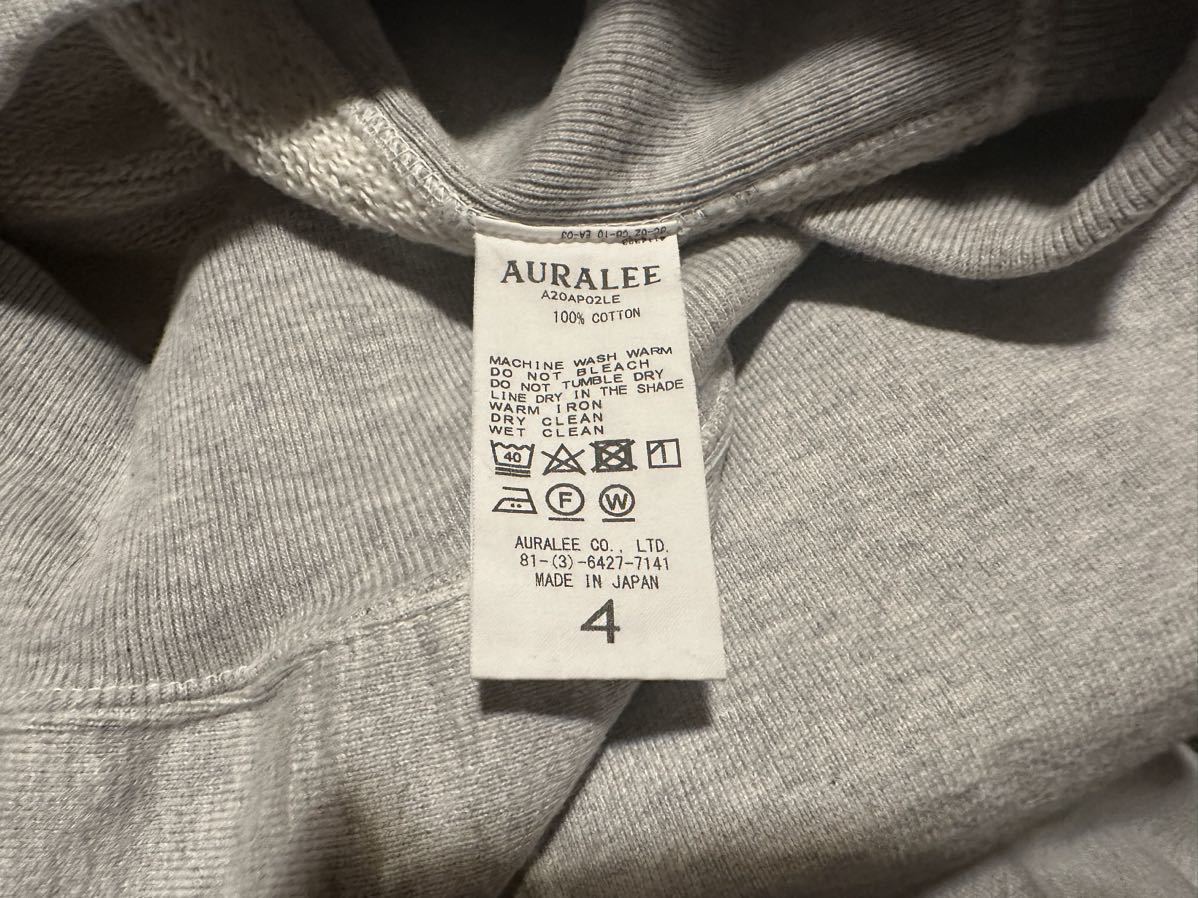 AURALEE
A20AP02LE
100% COTTON
MACHINE WASH WARM
DO NOT BLEACH
DO NOT TUMBLE DRY
LINE DRY IN THE SHADE
WARM IRON
DRY CLEAN
WET CLEAN
40
F W
AURALEE CO., LTD.
81-(3)-6427-7141
MADE IN JAPAN
4